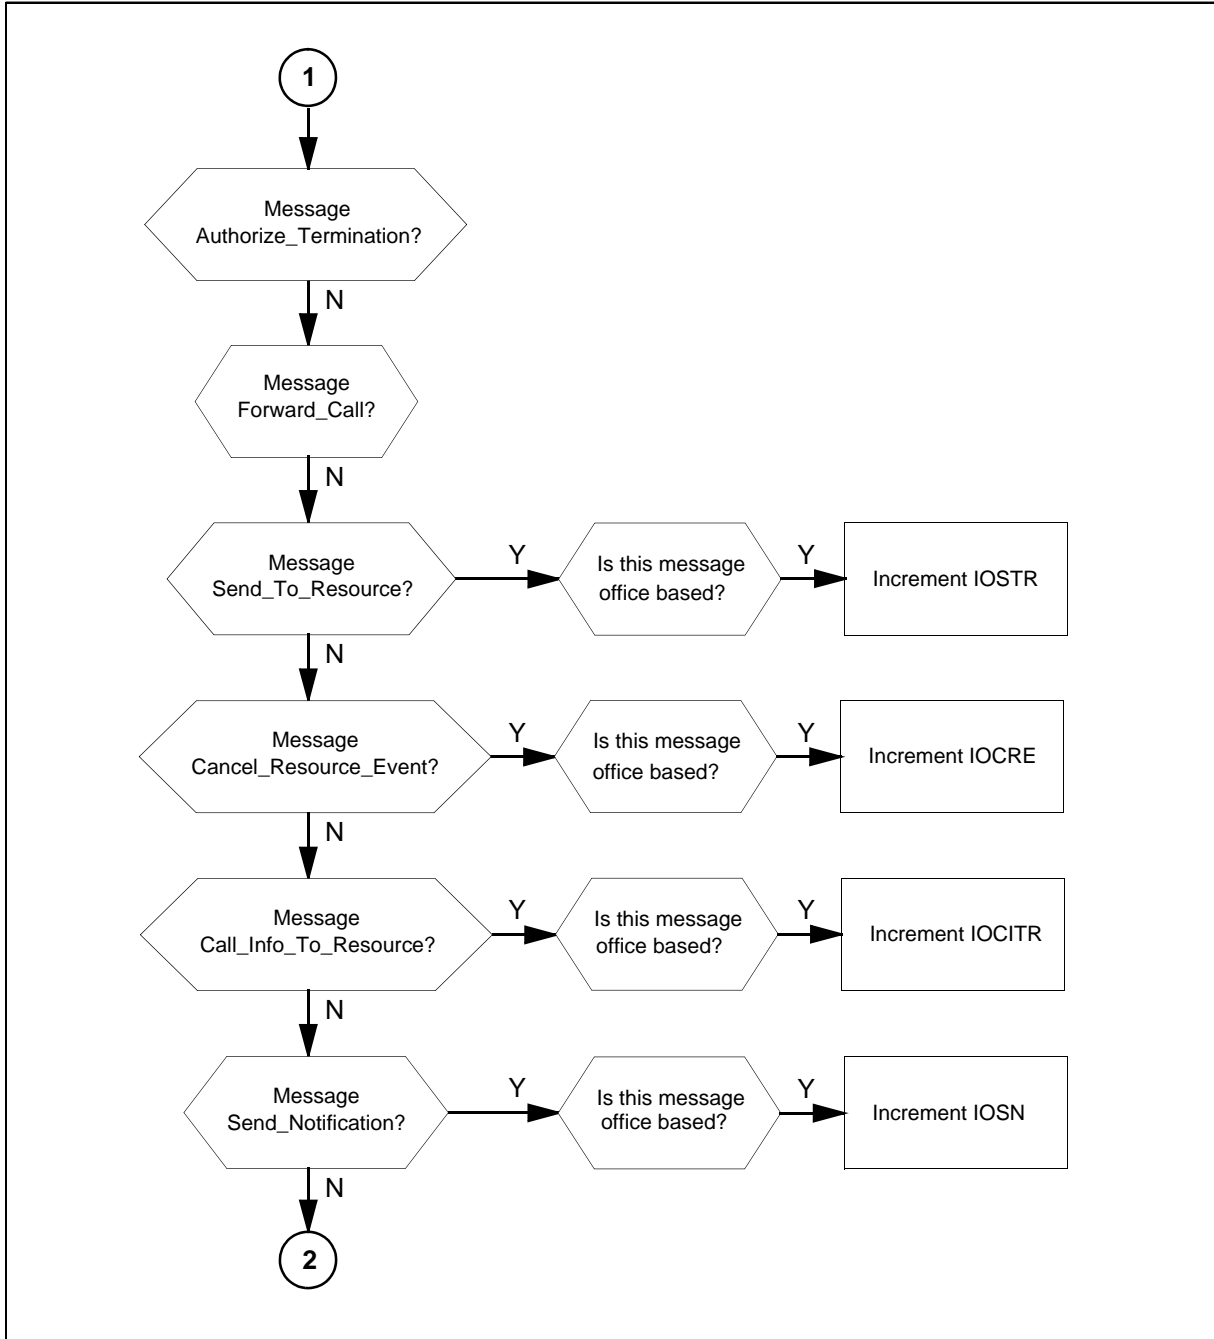 1
Message
Authorize_Termination?
N
Message
Forward_Call?
N
Message
Send_To_Resource?
Y
Is this message
office based?
Y
Increment IOSTR
N
Message
Cancel_Resource_Event?
Y
Is this message
office based?
Y
Increment IOCRE
N
Message
Call_Info_To_Resource?
Y
Is this message
office based?
Y
Increment IOCITR
N
Message
Send_Notification?
Y
Is this message
office based?
Y
Increment IOSN
N
2